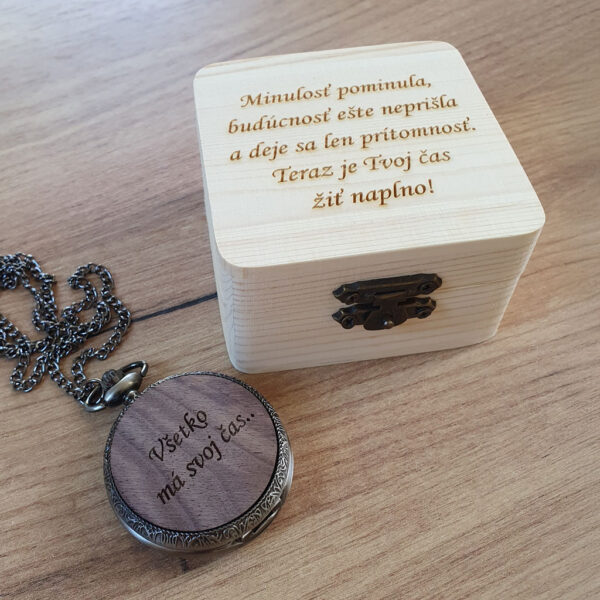 Minulosť pominula,
budúcnosť ešte neprišla
a deje sa len prítomnosť.
Teraz je Tvoj čas
žiť naplno!
Všetko
má svoj čas..